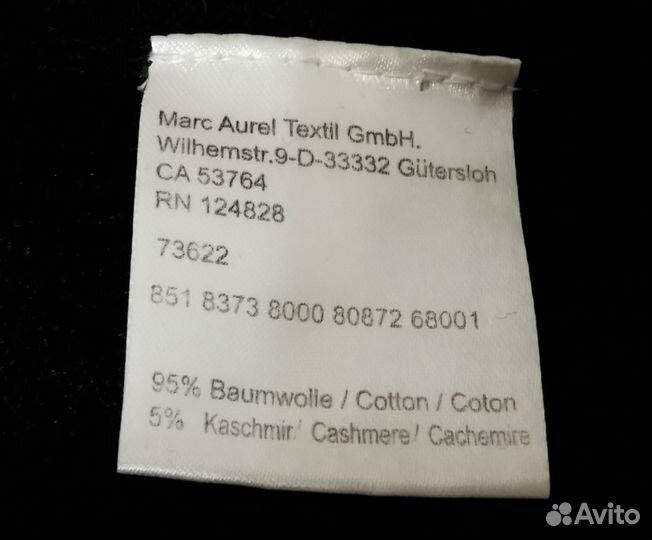 Marc Aurel Textil GmbH.
Wilhemstr.9-D-33332 Gütersloh
CA 53764
RN 124828
73622
851 8373 8000 80872 68001
95% Baumwolle / Cotton / Coton
5% Kaschmir/ Cashmere/ Cachemire
Avito